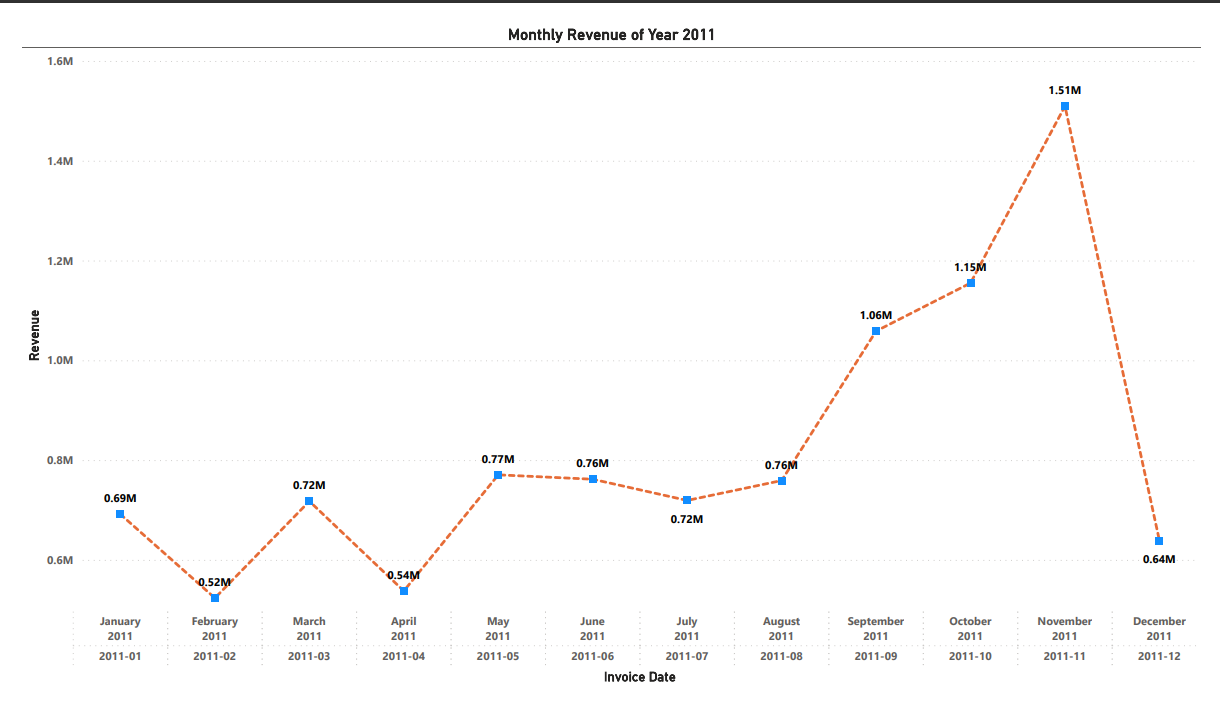 Monthly Revenue of Year 2011
1.6M
1.4M
1.2M
1.0M
0.8M
0.6M
Revenue
0.69M
0.52M
0.72M
0.54M
0.77M
0.76M
0.72M
0.76M
1.06M
1.15M
1.51M
0.64M
January February March April May June July August September October November December
2011 2011 2011 2011 2011 2011 2011 2011 2011 2011 2011 2011
2011-01 2011-02 2011-03 2011-04 2011-05 2011-06 2011-07 2011-08 2011-09 2011-10 2011-11 2011-12
Invoice Date